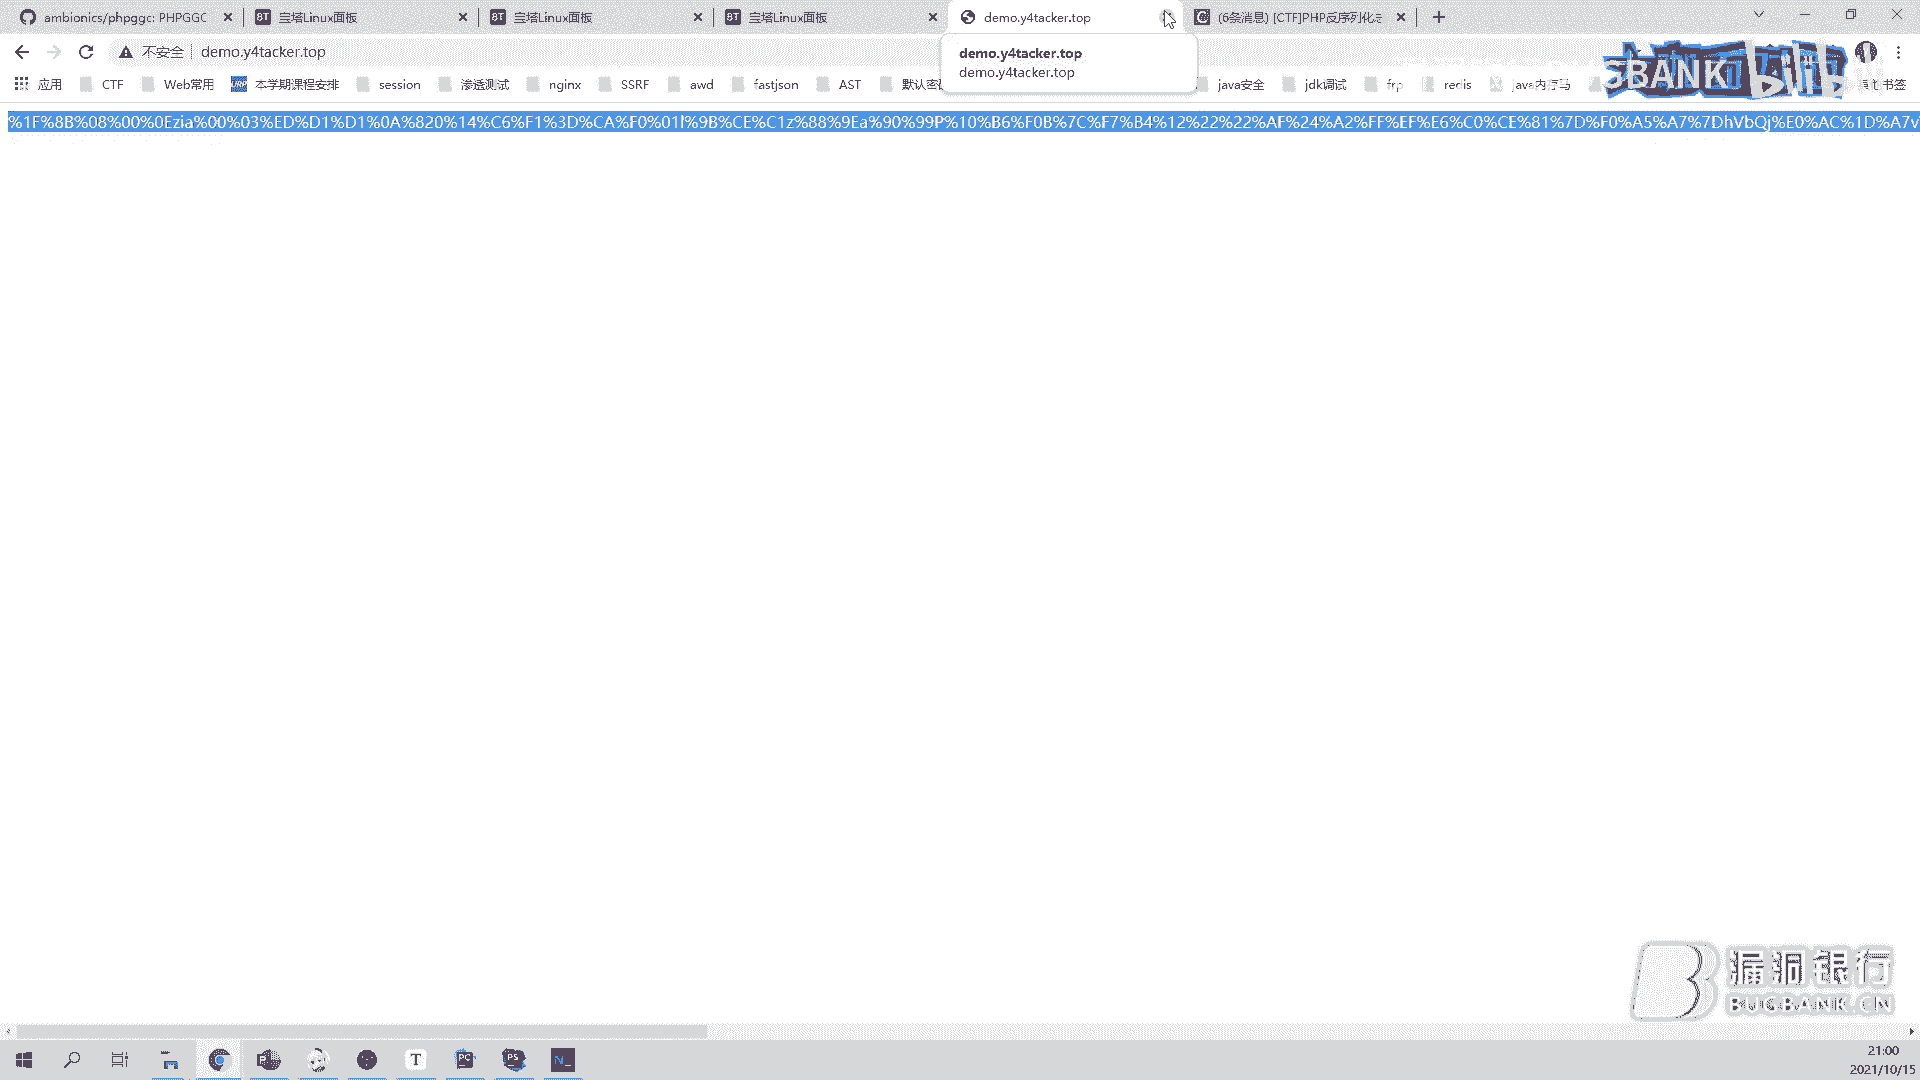 ambionics/phpggc: PHPGGC
宝塔Linux面板
宝塔Linux面板
宝塔Linux面板
demo.y4tacker.top
(6条消息) [CTF]PHP反序列化
不安全 demo.y4tacker.top
demo.y4tacker.top
demo.y4tacker.top
应用 CTF Web常用 本学期课程安排 session 渗透测试 nginx SSRF awd fastjson AST 默认密 java安全 jdk调试 frp redis java内存马 书签
%1F%8B%08%00%0Ezia%00%03%ED%D1%D1%0A%820%14%C6%F1%3D%CA%F0%01l%9B%CE%C1z%88%9Ea%90%99P%10%B6%F0B%7C%F7%B4%12%22%22%AF%24%A2%FF%EF%E6%C0%CE%81%7D%F0%A5%A7%7DhVbQj%E0%AC%1D%A7v
BANK
bili
漏洞银行
BUGBANK.CN
21:00
2021/10/15